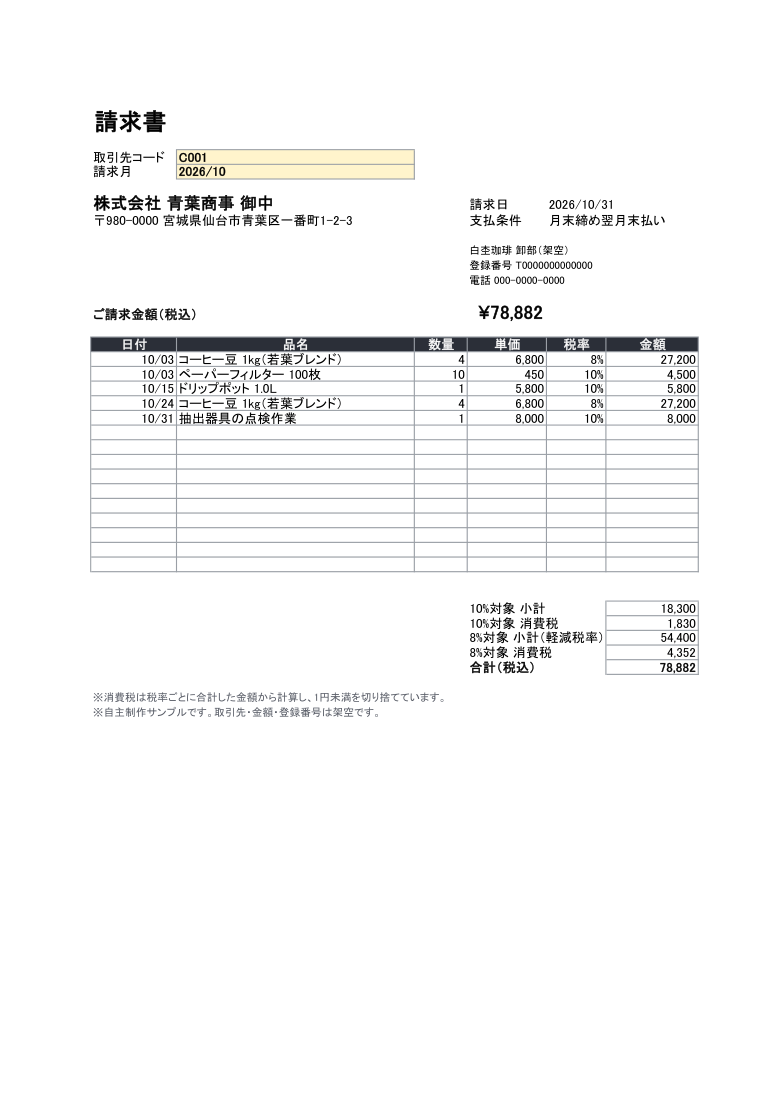 請求書
取引先コード C001
請求月 2026/10
株式会社 青葉商事 御中
〒980-0000 宮城県仙台市青葉区一番町1-2-3
請求日 2026/10/31
支払条件 月末締め翌月末払い
白杢珈琲 卸部(架空)
登録番号 T0000000000000
電話 000-0000-0000
ご請求金額(税込) ¥78,882
日付 品名 数量 単価 税率 金額
10/03 コーヒー豆 1kg(若葉ブレンド) 4 6,800 8% 27,200
10/03 ペーパーフィルター 100枚 10 450 10% 4,500
10/15 ドリップポット 1.0L 1 5,800 10% 5,800
10/24 コーヒー豆 1kg(若葉ブレンド) 4 6,800 8% 27,200
10/31 抽出器具の点検作業 1 8,000 10% 8,000
10%対象 小計 18,300
10%対象 消費税 1,830
8%対象 小計(軽減税率) 54,400
8%対象 消費税 4,352
合計(税込) 78,882
※消費税は税率ごとに合計した金額から計算し、1円未満を切り捨てています。
※自主制作サンプルです。取引先・金額・登録番号は架空です。